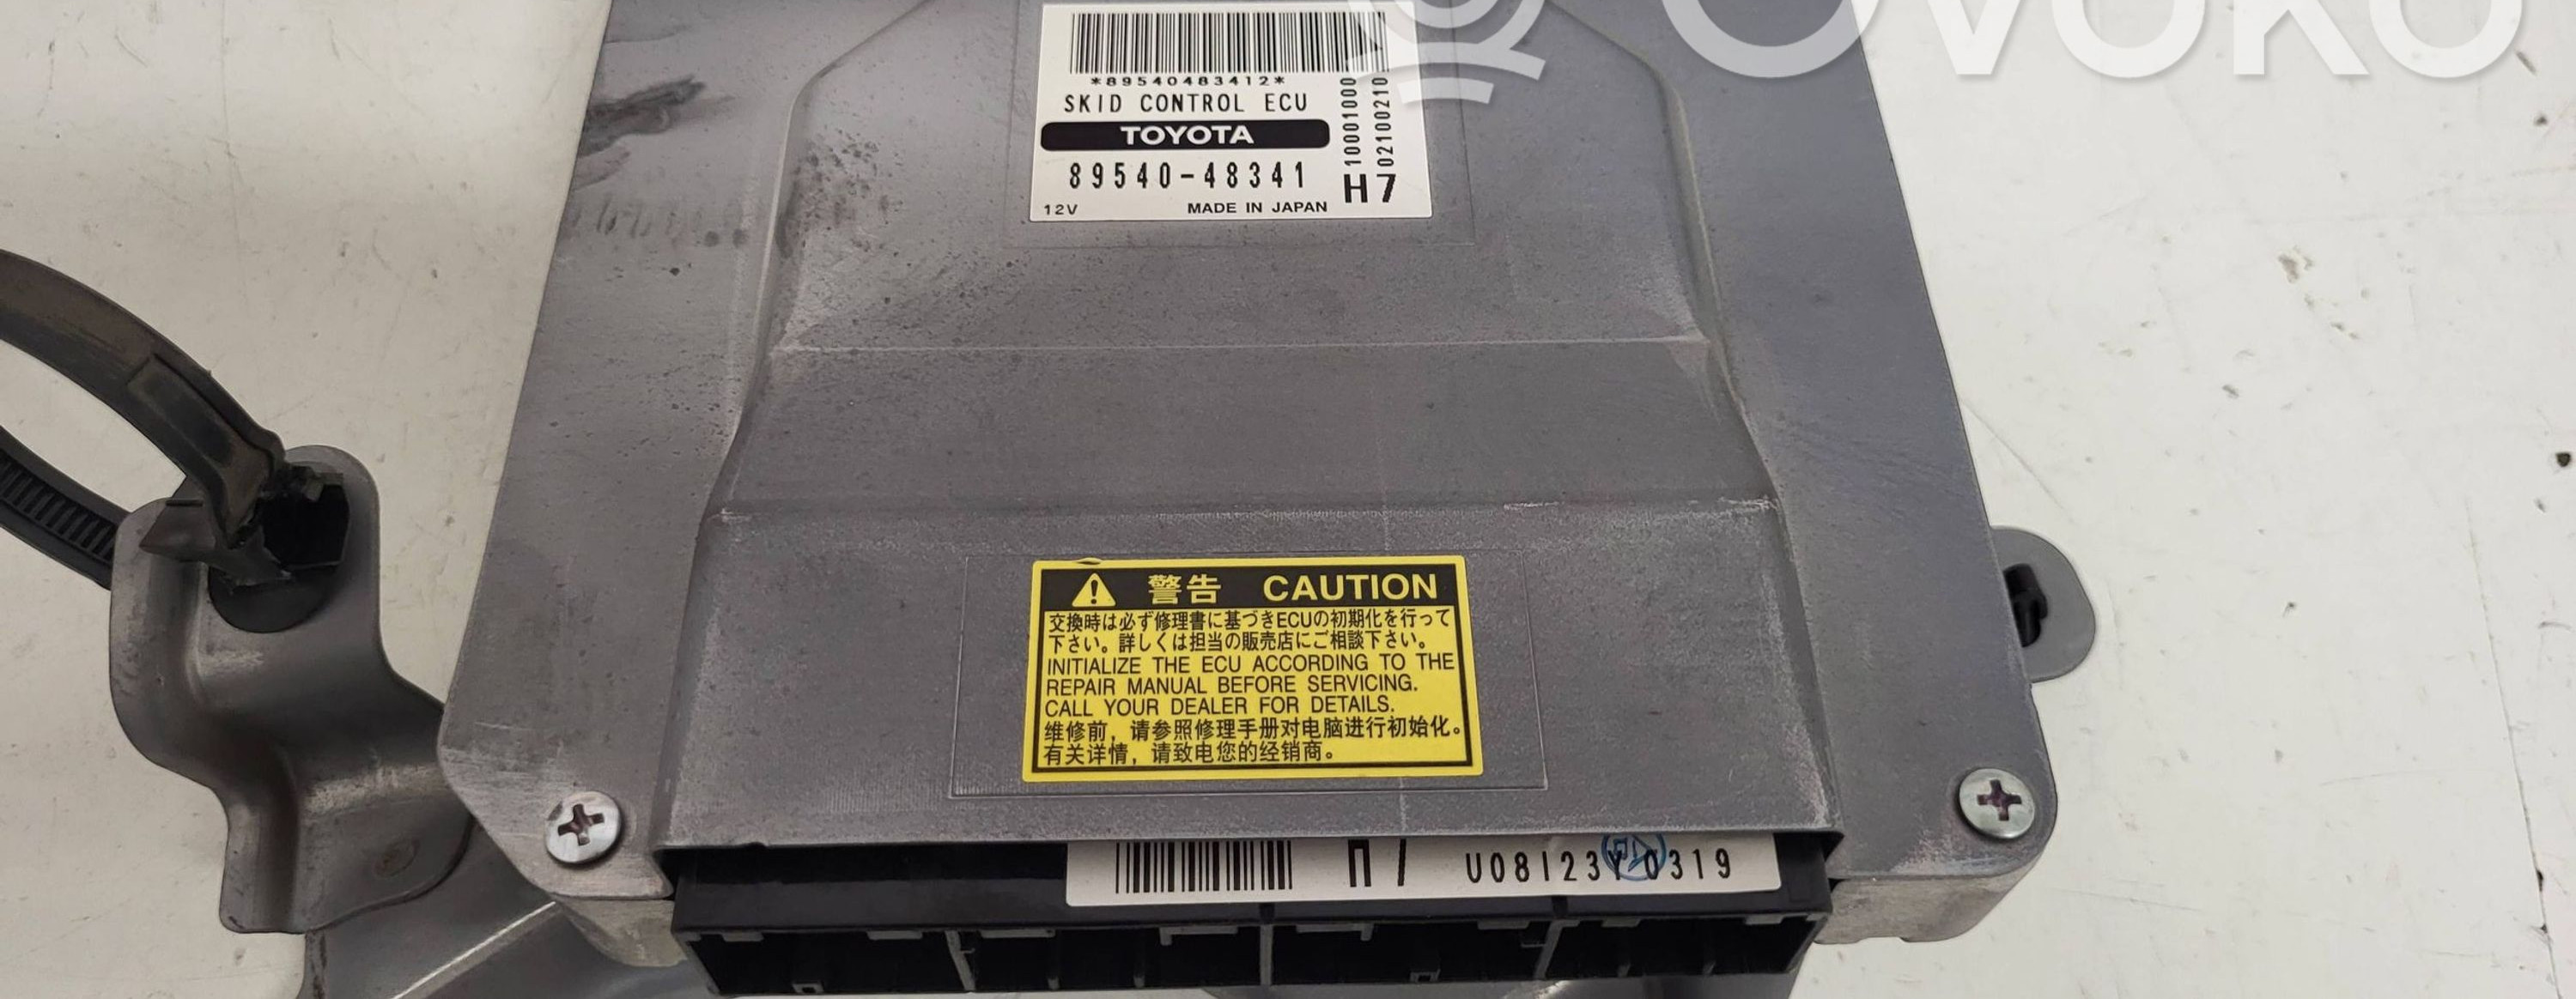 OVOKO
*89540483412*
SKID CONTROL ECU
TOYOTA
89540-48341
12V
MADE IN JAPAN
H7
10001000
02100210
警告 CAUTION
交換時は必ず修理書に基づきECUの初期化を行って
下さい。詳しくは担当の販売店にご相談下さい。
INITIALIZE THE ECU ACCORDING TO THE
REPAIR MANUAL BEFORE SERVICING.
CALL YOUR DEALER FOR DETAILS.
维修前，请参照修理手册对电脑进行初始化。
有关详情，请致电您的经销商。
U08I23Y0319